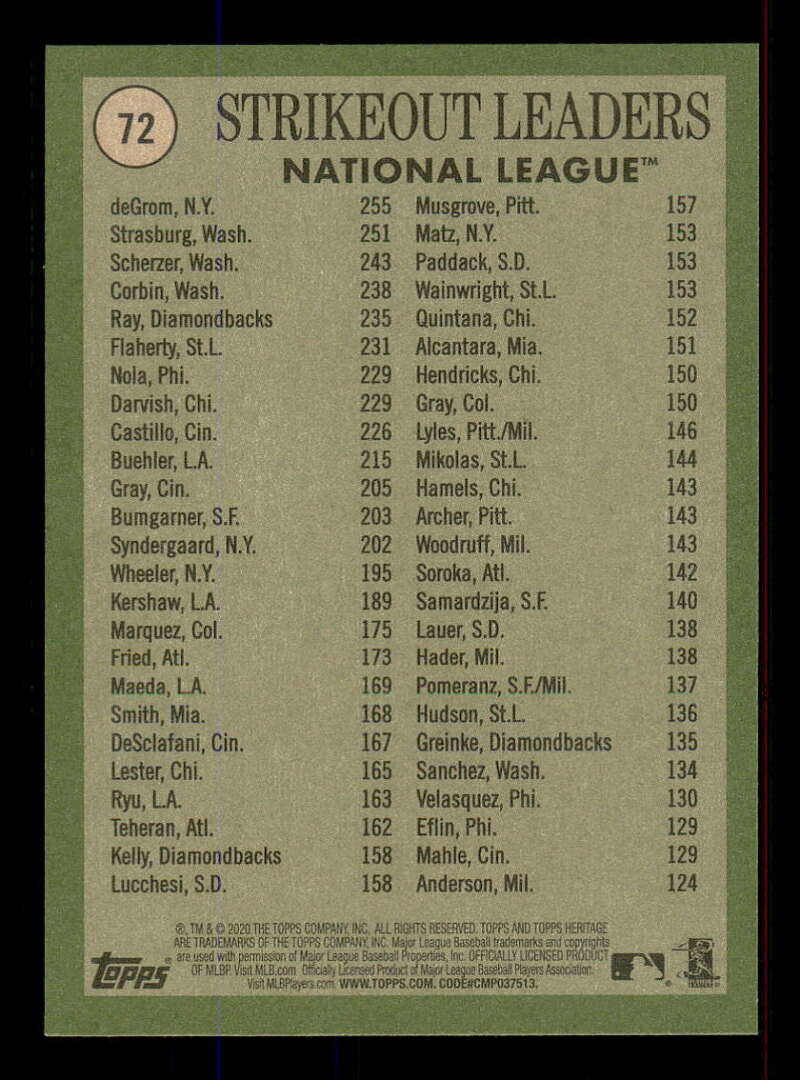 72
STRIKEOUT LEADERS
NATIONAL LEAGUE™
deGrom, N.Y. 255
Strasburg, Wash. 251
Scherzer, Wash. 243
Corbin, Wash. 238
Ray, Diamondbacks 235
Flaherty, St.L. 231
Nola, Phi. 229
Darvish, Chi. 229
Castillo, Cin. 226
Buehler, L.A. 215
Gray, Cin. 205
Bumgarner, S.F. 203
Syndergaard, N.Y. 202
Wheeler, N.Y. 195
Kershaw, L.A. 189
Marquez, Col. 175
Fried, Atl. 173
Maeda, L.A. 169
Smith, Mia. 168
DeSclafani, Cin. 167
Lester, Chi. 165
Ryu, L.A. 163
Teheran, Atl. 162
Kelly, Diamondbacks 158
Lucchesi, S.D. 158
Musgrove, Pitt. 157
Matz, N.Y. 153
Paddack, S.D. 153
Wainwright, St.L. 153
Quintana, Chi. 152
Alcantara, Mia. 151
Hendricks, Chi. 150
Gray, Col. 150
Lyles, Pitt./Mil. 146
Mikolas, St.L. 144
Hamels, Chi. 143
Archer, Pitt. 143
Woodruff, Mil. 143
Soroka, Atl. 142
Samardzija, S.F. 140
Lauer, S.D. 138
Hader, Mil. 138
Pomeranz, S.F./Mil. 137
Hudson, St.L. 136
Greinke, Diamondbacks 135
Sanchez, Wash. 134
Velasquez, Phi. 130
Eflin, Phi. 129
Mahle, Cin. 129
Anderson, Mil. 124
®, TM & © 2020 THE TOPPS COMPANY, INC. ALL RIGHTS RESERVED. TOPPS AND TOPPS HERITAGE
ARE TRADEMARKS OF THE TOPPS COMPANY, INC. Major League Baseball trademarks and copyrights
are used with permission of Major League Baseball Properties, Inc. OFFICIALLY LICENSED PRODUCT
OF MLBP. Visit MLB.com Officially Licensed Product of Major League Baseball Players Association.
Visit MLBPlayers.com. WWW.TOPPS.COM. CODE#CMP037513.
TOPPS ®